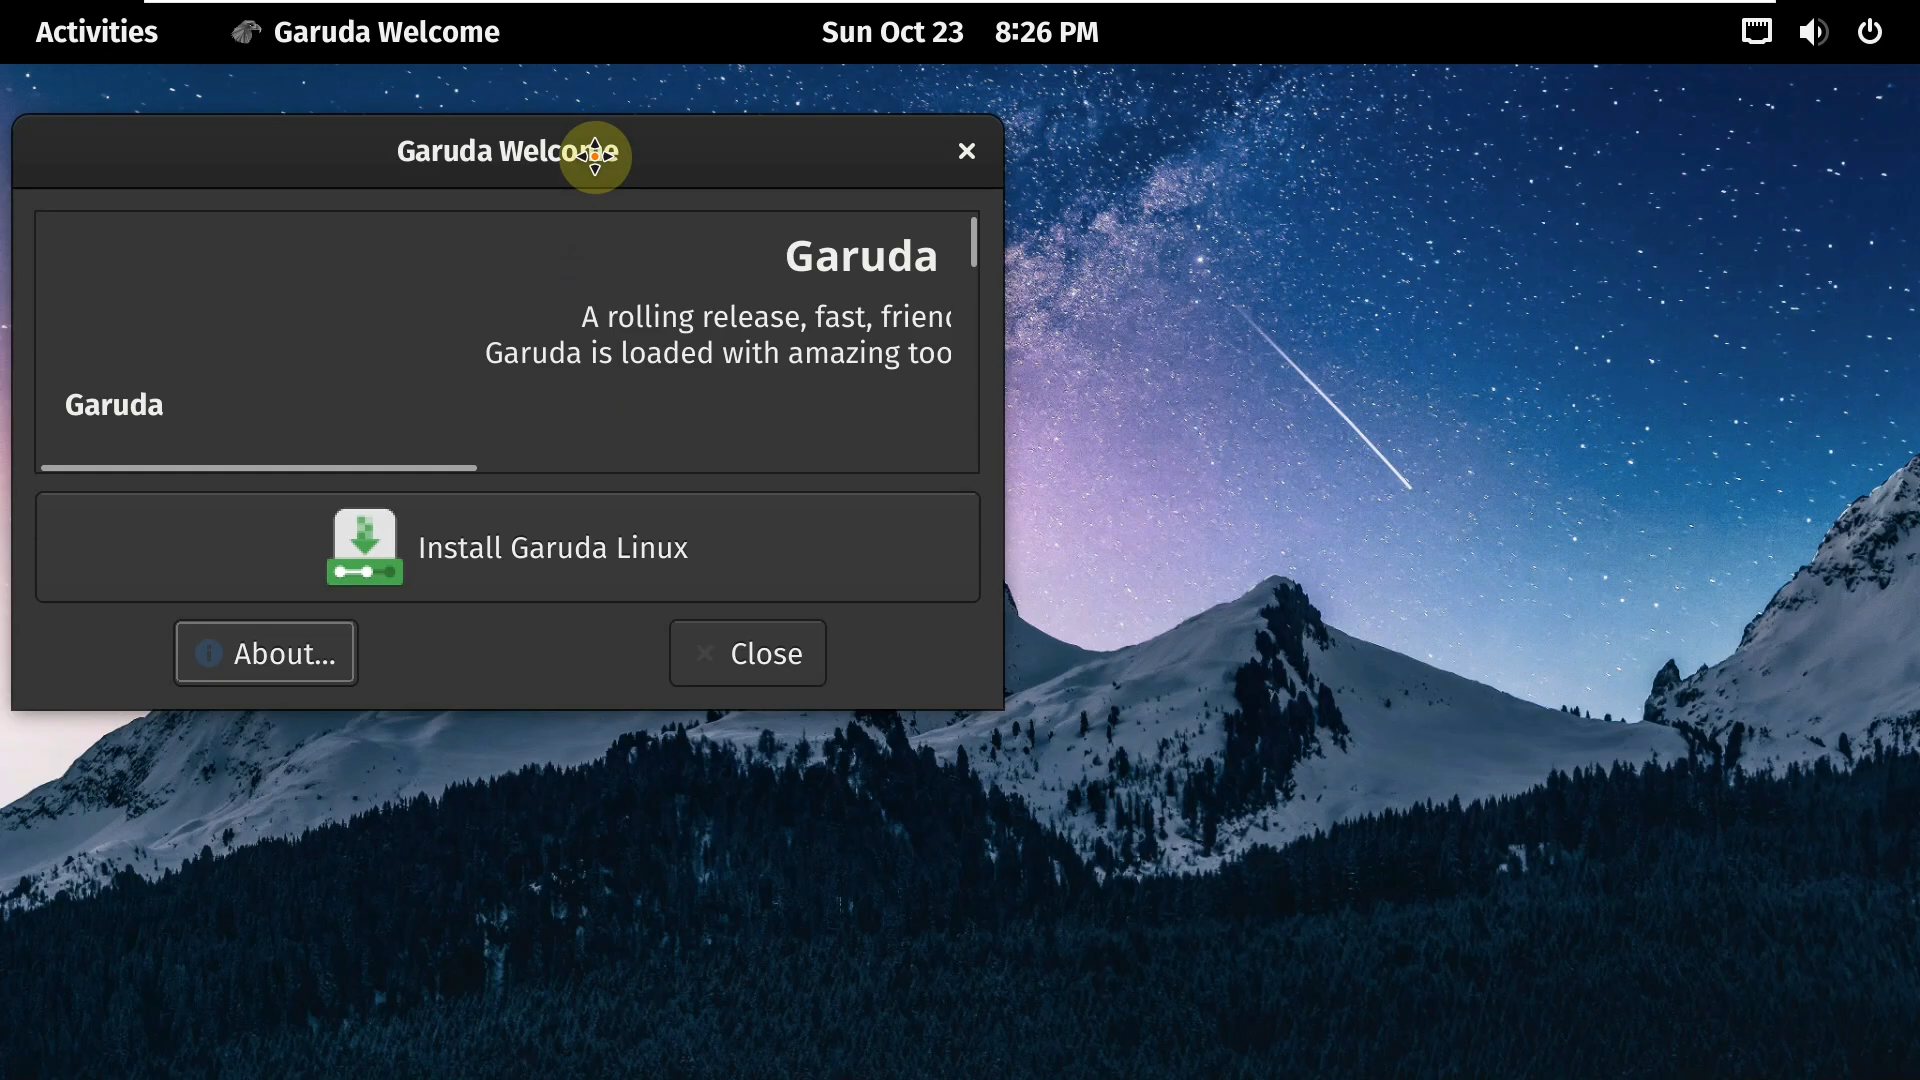 Activities Garuda Welcome Sun Oct 23 8:26 PM
Garuda Welcome
Garuda
A rolling release, fast, frien
Garuda is loaded with amazing too
Garuda
Install Garuda Linux
About...
Close